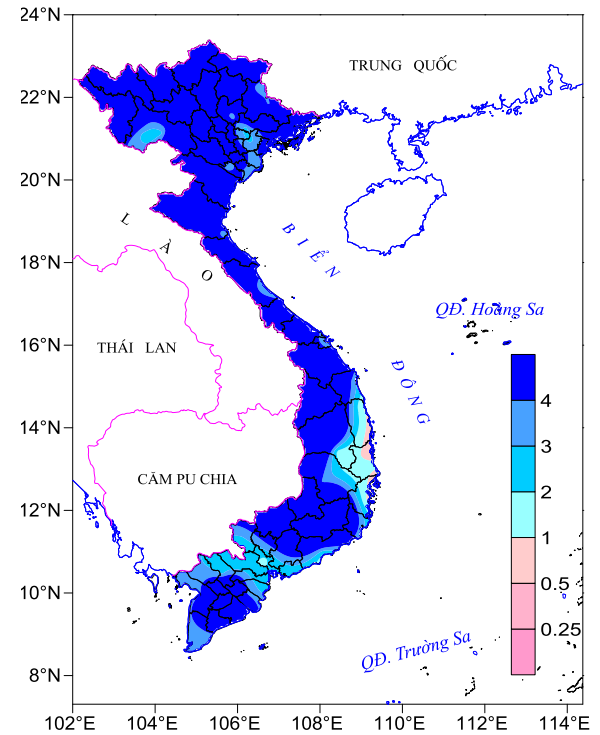 24°N
TRUNG QUỐC
22°N
20°N
LÀO
BIỂN
18°N
QĐ. Hoàng Sa
16°N
THÁI LAN
ĐÔNG
4
14°N
3
CĂM PU CHIA
2
12°N
1
0.5
10°N
0.25
QĐ. Trường Sa
8°N
102°E 104°E 106°E 108°E 110°E 112°E 114°E